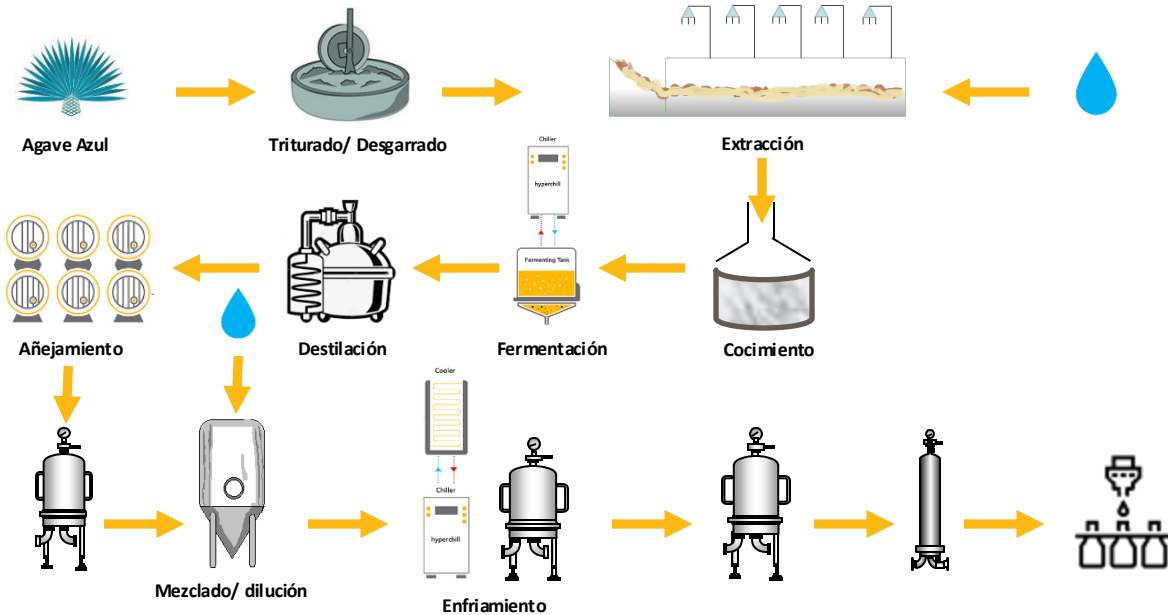 Agave Azul
Triturado/ Desgarrado
Extracción
Chiller
hyperchill
Fermenting Tank
Añejamiento
Destilación
Fermentación
Cocimiento
Cooler
Chiller
hyperchill
Mezclado/ dilución
Enfriamiento